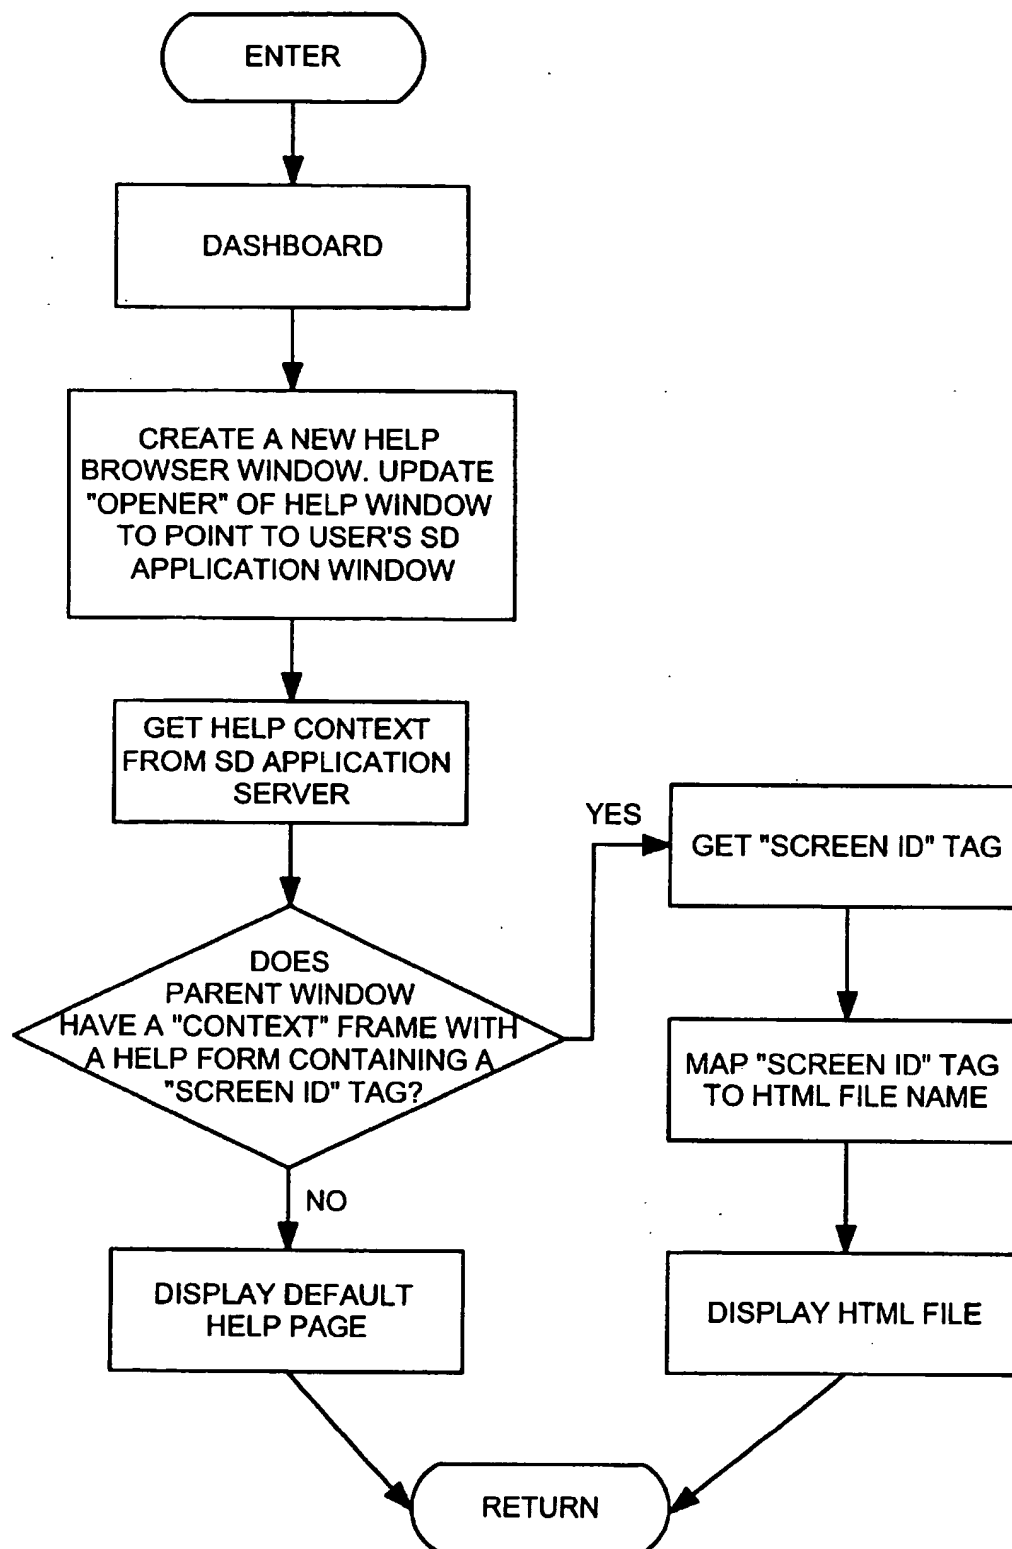 ENTER
DASHBOARD
CREATE A NEW HELP
BROWSER WINDOW. UPDATE
"OPENER" OF HELP WINDOW
TO POINT TO USER'S SD
APPLICATION WINDOW
GET HELP CONTEXT
FROM SD APPLICATION
SERVER
DOES
PARENT WINDOW
HAVE A "CONTEXT" FRAME WITH
A HELP FORM CONTAINING A
"SCREEN ID" TAG?
YES
GET "SCREEN ID" TAG
MAP "SCREEN ID" TAG
TO HTML FILE NAME
DISPLAY HTML FILE
NO
DISPLAY DEFAULT
HELP PAGE
RETURN